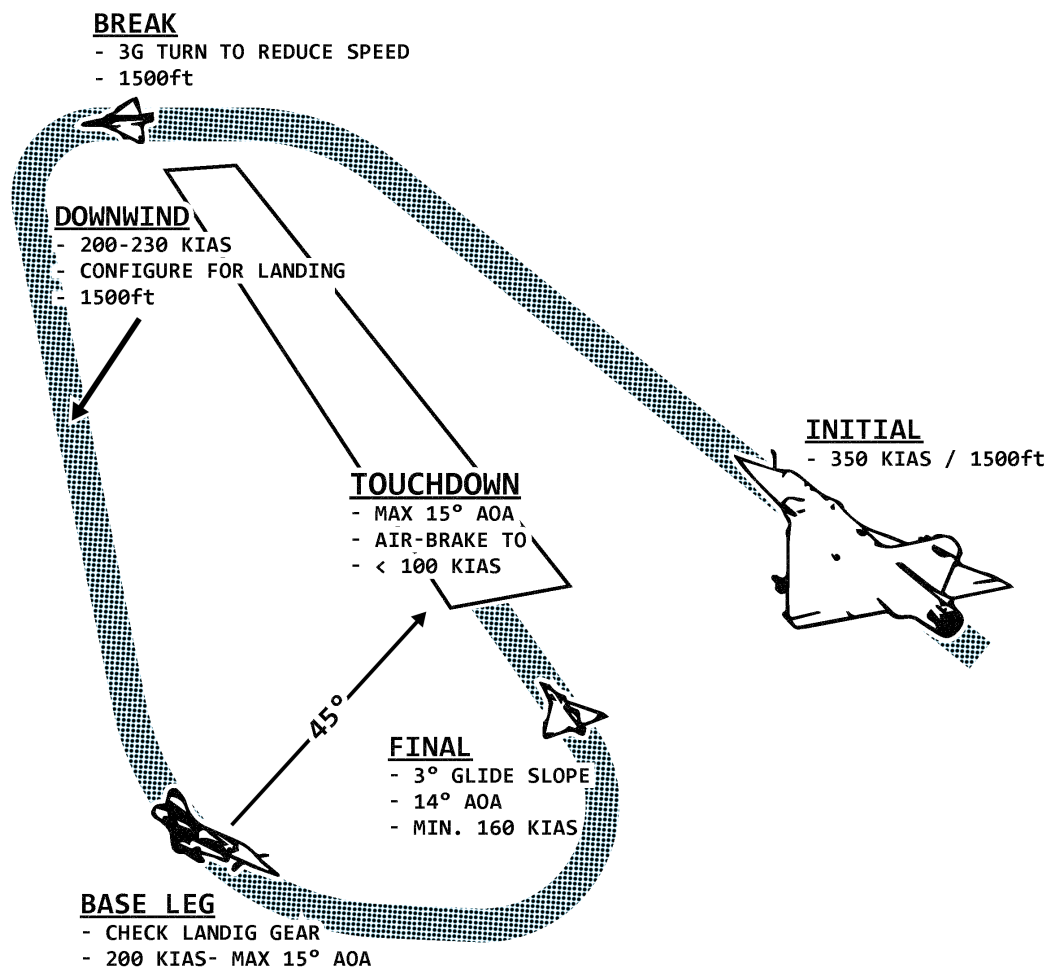 BREAK
- 3G TURN TO REDUCE SPEED
- 1500ft
DOWNWIND
- 200-230 KIAS
- CONFIGURE FOR LANDING
- 1500ft
INITIAL
- 350 KIAS / 1500ft
TOUCHDOWN
- MAX 15° AOA
- AIR-BRAKE TO
- < 100 KIAS
45°
FINAL
- 3° GLIDE SLOPE
- 14° AOA
- MIN. 160 KIAS
BASE LEG
- CHECK LANDIG GEAR
- 200 KIAS- MAX 15° AOA